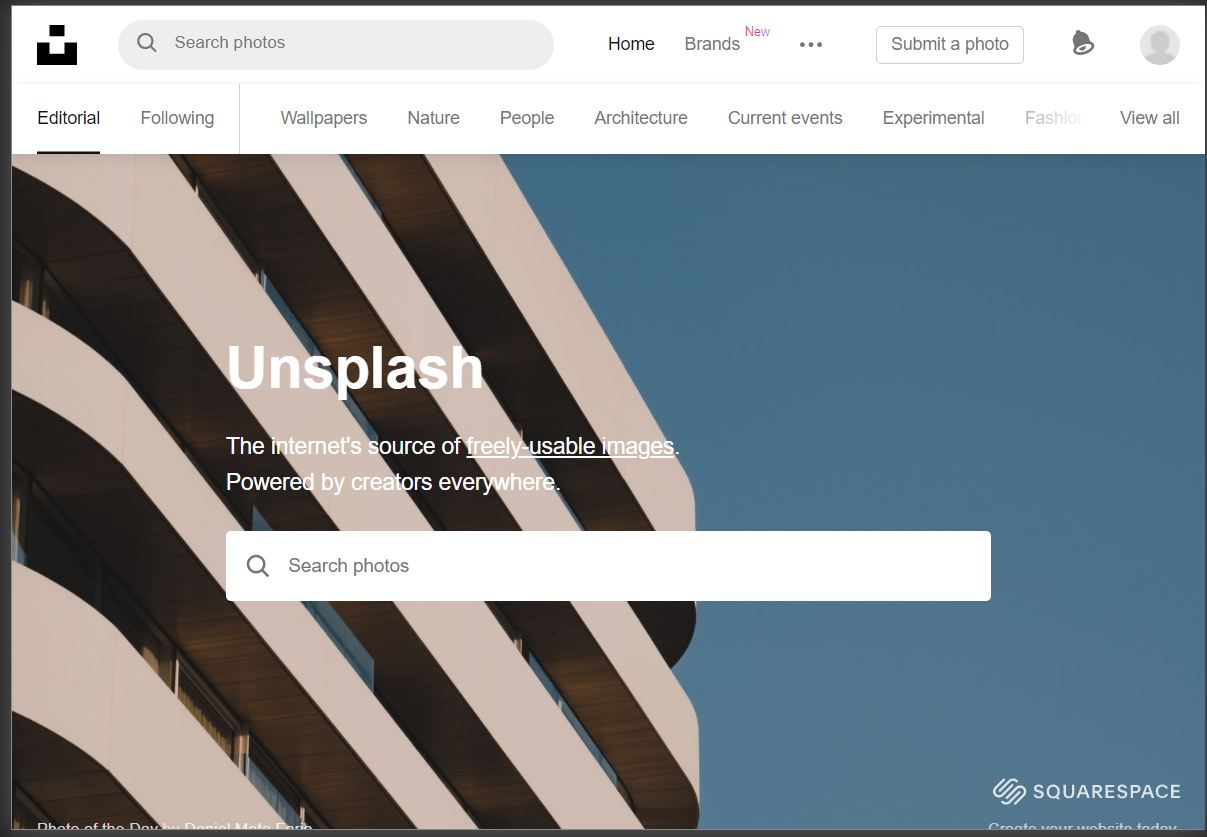 Search photos
Home
Brands
New
Submit a photo
Editorial
Following
Wallpapers
Nature
People
Architecture
Current events
Experimental
Fashion
View all
Unsplash
The internet's source of freely-usable images.
Powered by creators everywhere.
Search photos
SQUARESPACE
Photo of the Day by Daniel Mota
Create your website today.